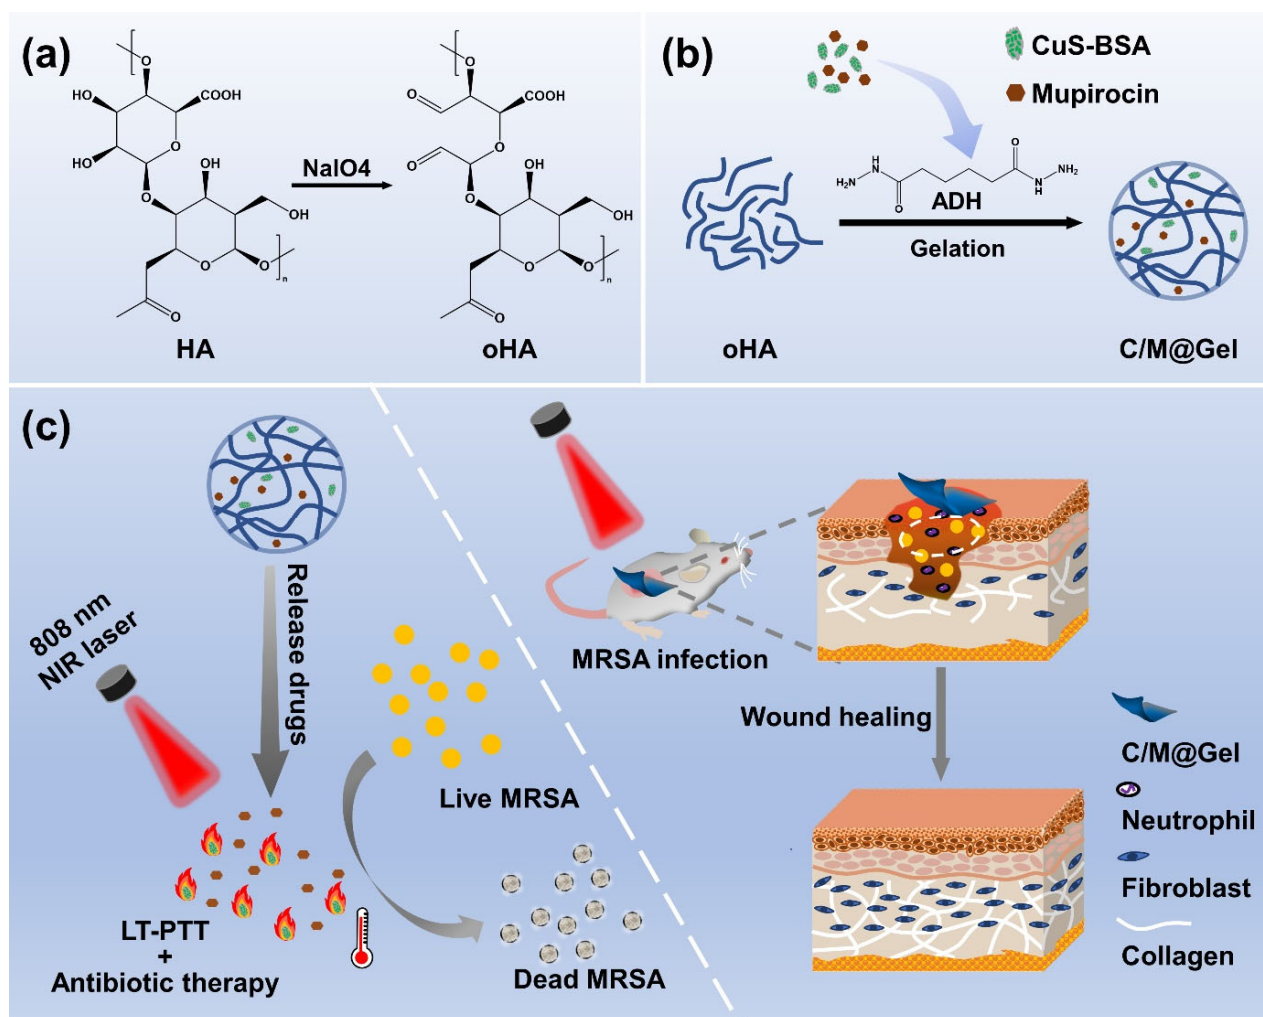 (a)
O
HO
COOH
HO
O
OH
O
OH
O
O
n
O
HA
NaIO4
O
O
COOH
O
O
OH
O
OH
O
O
n
O
oHA
(b)
CuS-BSA
Mupirocin
H₂N
H
N
O
ADH
O
N
H
NH₂
Gelation
oHA
C/M@Gel
(c)
808 nm
NIR laser
Release drugs
Live MRSA
LT-PTT
+
Antibiotic therapy
Dead MRSA
MRSA infection
Wound healing
C/M@Gel
Neutrophil
Fibroblast
Collagen